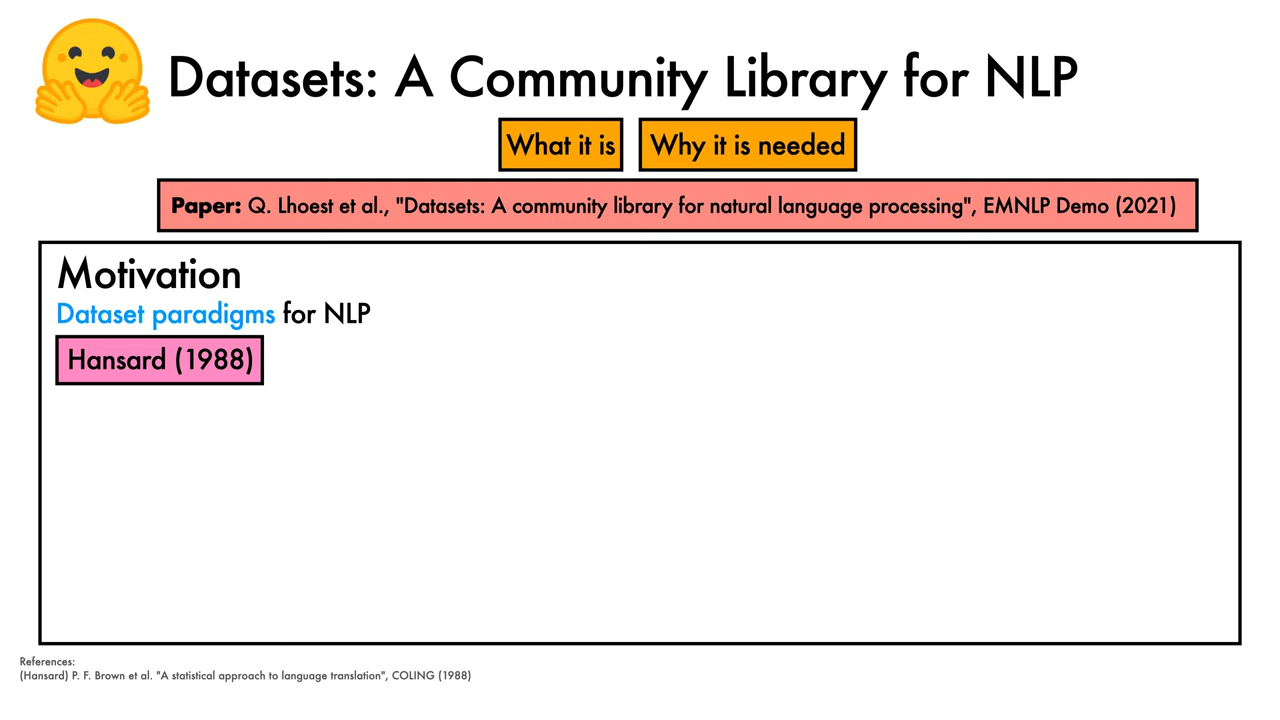 Datasets: A Community Library for NLP
What it is
Why it is needed
Paper: Q. Lhoest et al., "Datasets: A community library for natural language processing", EMNLP Demo (2021)
Motivation
Dataset paradigms for NLP
Hansard (1988)
References:
(Hansard) P. F. Brown et al. "A statistical approach to language translation", COLING (1988)